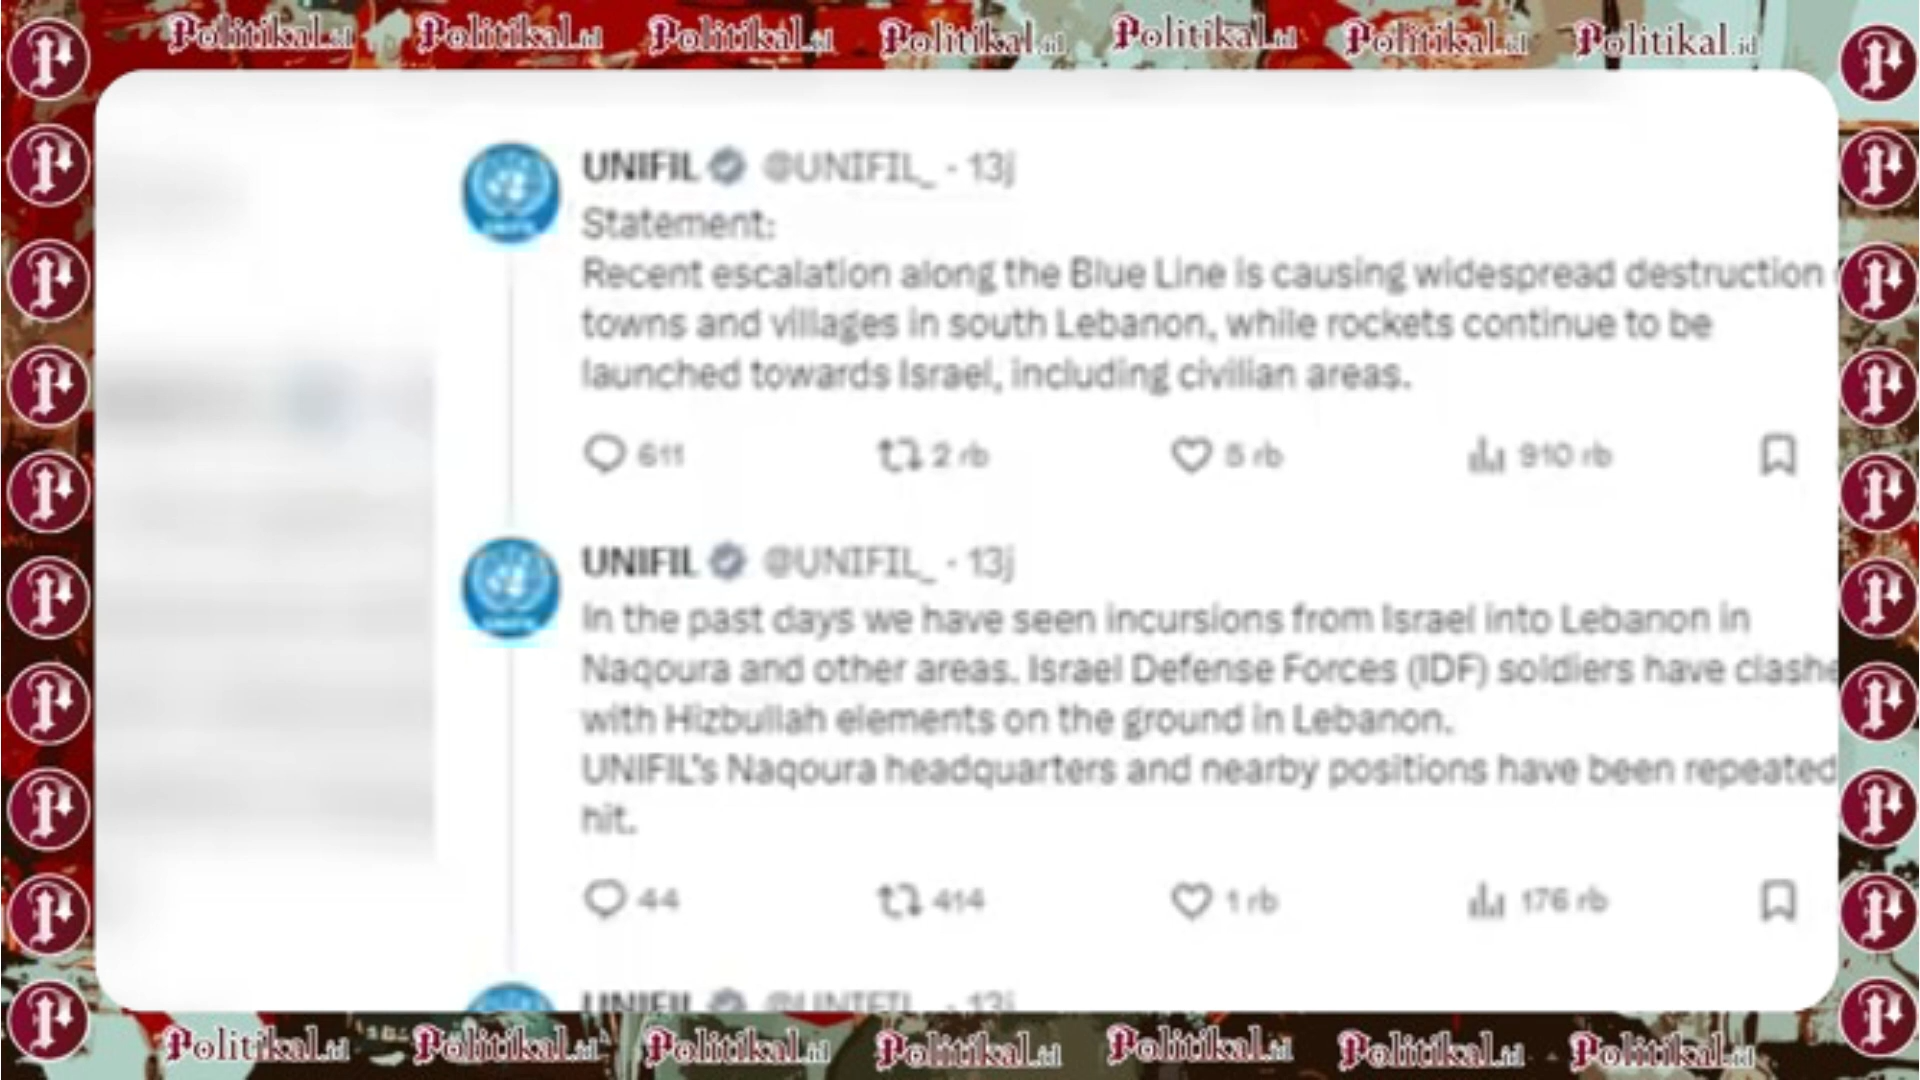 Politikal.id Politikal.id Politikal.id Politikal.id Politikal.id Politikal.id Politikal.id
UNIFIL @UNIFIL_ · 13j
Statement:
Recent escalation along the Blue Line is causing widespread destruction
towns and villages in south Lebanon, while rockets continue to be
launched towards Israel, including civilian areas.
611 2 rb 5 rb 910 rb
UNIFIL @UNIFIL_ · 13j
In the past days we have seen incursions from Israel into Lebanon in
Naqoura and other areas. Israel Defense Forces (IDF) soldiers have clashe
with Hizbullah elements on the ground in Lebanon.
UNIFIL's Naqoura headquarters and nearby positions have been repeated
hit.
44 414 1 rb 176 rb
UNIFIL @UNIFIL_ · 13j
Politikal.id Politikal.id Politikal.id Politikal.id Politikal.id Politikal.id Politikal.id